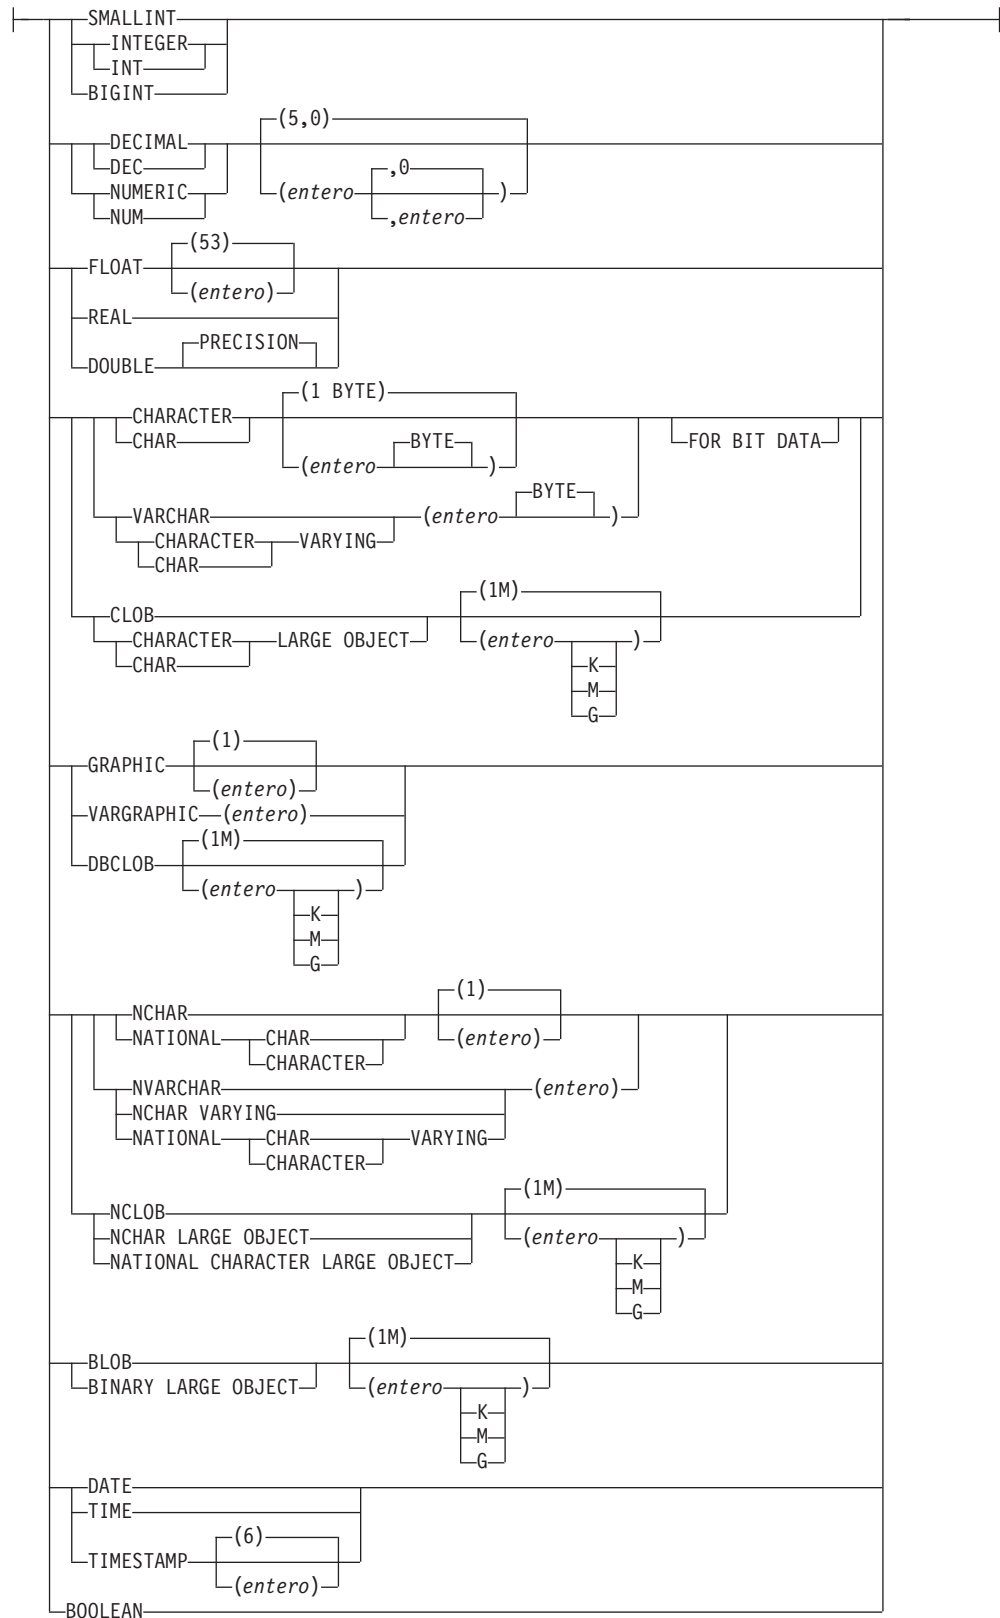 SMALLINT
INTEGER
INT
BIGINT
(5,0)
DECIMAL
DEC
,0
NUMERIC
(entero )
NUM
,entero
(53)
FLOAT
(entero)
REAL
PRECISION
DOUBLE
(1 BYTE)
CHARACTER
CHAR
BYTE
FOR BIT DATA
(entero )
BYTE
VARCHAR (entero )
CHARACTER VARYING
CHAR
(1M)
CLOB
CHARACTER LARGE OBJECT (entero )
CHAR
K
M
G
(1)
GRAPHIC
(entero)
VARGRAPHIC (entero)
(1M)
DBCLOB
(entero )
K
M
G
(1)
NCHAR
NATIONAL CHAR (entero)
CHARACTER
NVARCHAR (entero)
NCHAR VARYING
NATIONAL CHAR VARYING
CHARACTER
(1M)
NCLOB
NCHAR LARGE OBJECT (entero )
NATIONAL CHARACTER LARGE OBJECT
K
M
G
(1M)
BLOB
BINARY LARGE OBJECT (entero )
K
M
G
DATE
TIME
(6)
TIMESTAMP
(entero)
BOOLEAN